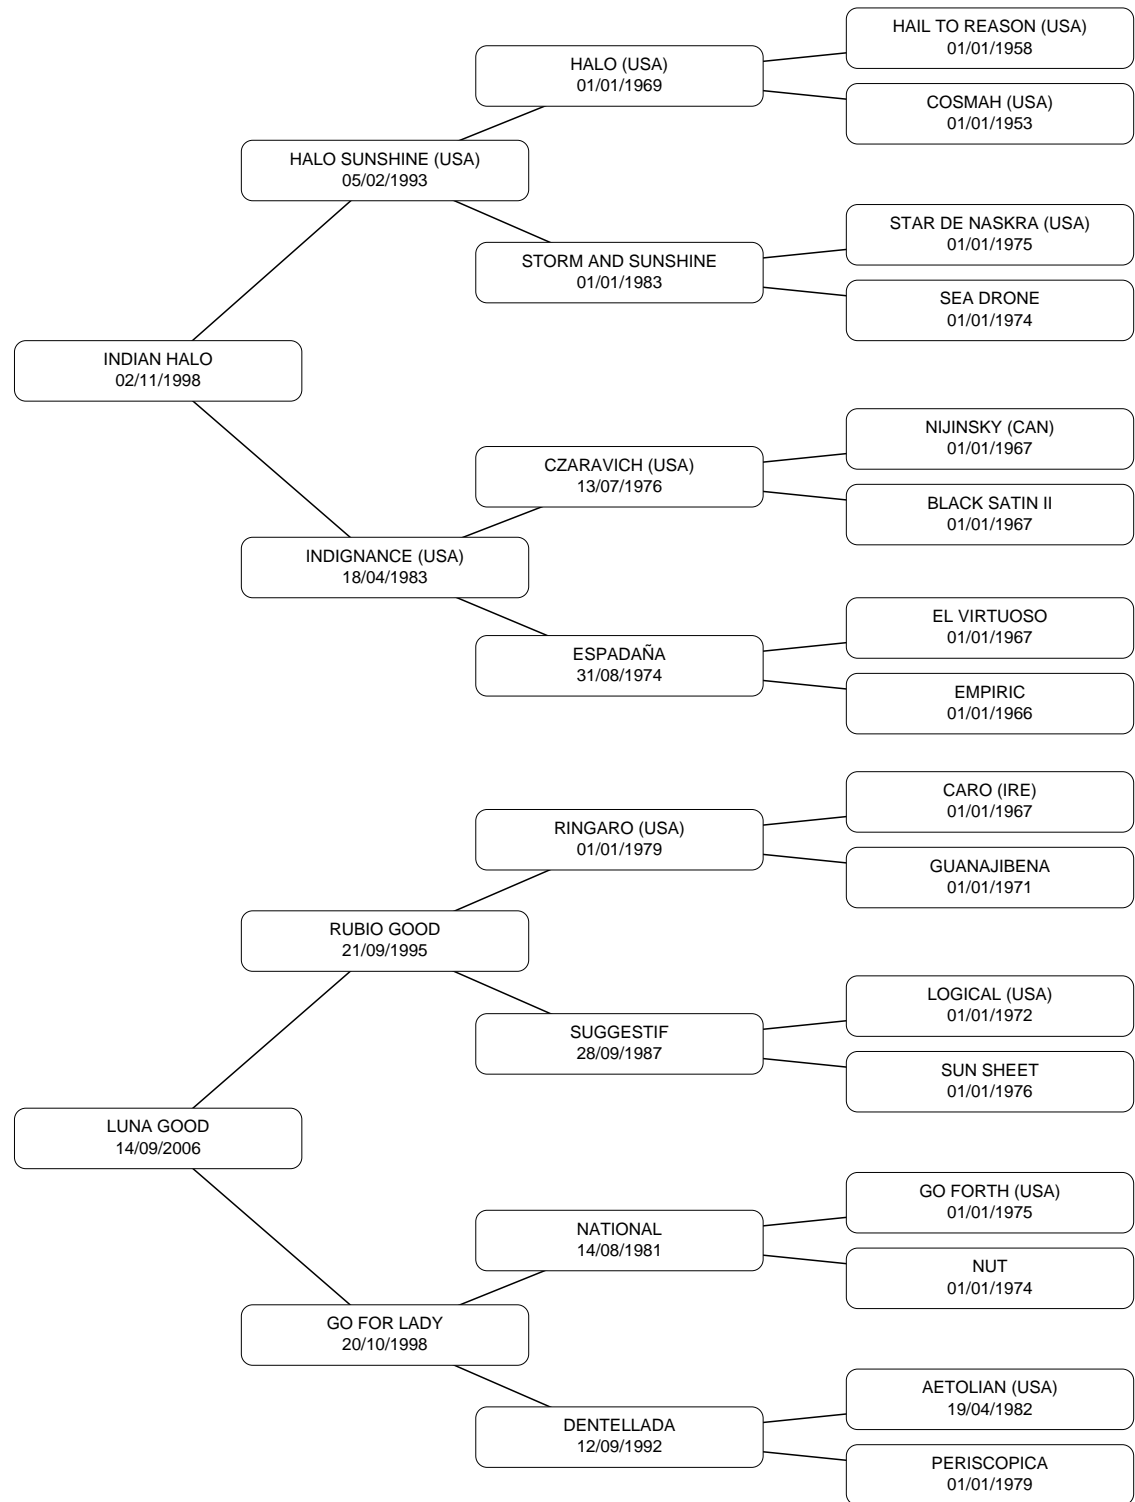 HAIL TO REASON (USA)
01/01/1958
HALO (USA)
01/01/1969
COSMAH (USA)
01/01/1953
HALO SUNSHINE (USA)
05/02/1993
STAR DE NASKRA (USA)
01/01/1975
STORM AND SUNSHINE
01/01/1983
SEA DRONE
01/01/1974
INDIAN HALO
02/11/1998
NIJINSKY (CAN)
01/01/1967
CZARAVICH (USA)
13/07/1976
BLACK SATIN II
01/01/1967
INDIGNANCE (USA)
18/04/1983
EL VIRTUOSO
01/01/1967
ESPADAÑA
31/08/1974
EMPIRIC
01/01/1966
CARO (IRE)
01/01/1967
RINGARO (USA)
01/01/1979
GUANAJIBENA
01/01/1971
RUBIO GOOD
21/09/1995
LOGICAL (USA)
01/01/1972
SUGGESTIF
28/09/1987
SUN SHEET
01/01/1976
LUNA GOOD
14/09/2006
GO FORTH (USA)
01/01/1975
NATIONAL
14/08/1981
NUT
01/01/1974
GO FOR LADY
20/10/1998
AETOLIAN (USA)
19/04/1982
DENTELLADA
12/09/1992
PERISCOPICA
01/01/1979